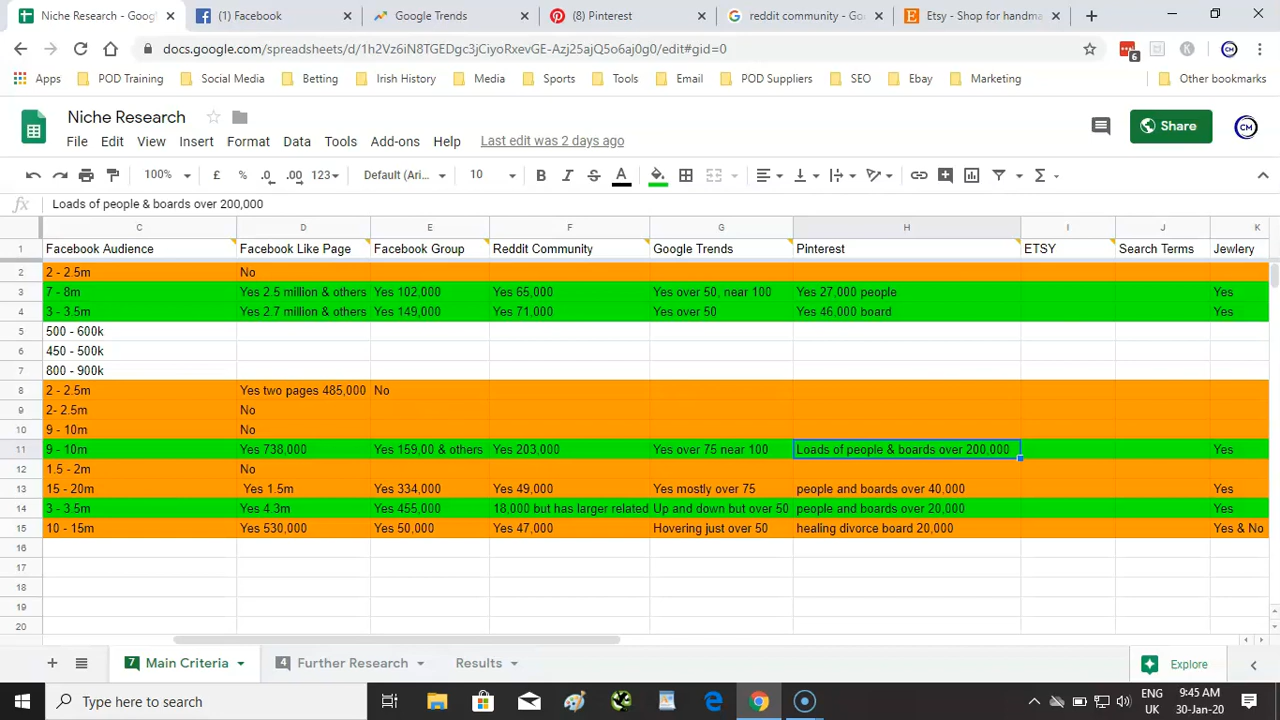 Niche Research - Goog
(1) Facebook
Google Trends
(8) Pinterest
reddit community - Go
Etsy - Shop for handma
docs.google.com/spreadsheets/d/1h2Vz6iN8TGEDgc3jCiyoRxevGE-Azj25ajQ5o6aj0g0/edit#gid=0
6
Apps POD Training Social Media Betting Irish History Media Sports Tools Email POD Suppliers SEO Ebay Marketing Other bookmarks
Niche Research
CM
Share
File Edit View Insert Format Data Tools Add-ons Help Last edit was 2 days ago
100% £ % .0 .00 123 Default (Ari... 10 B I S A
fx Loads of people & boards over 200,000
C D E F G H I J K
1 Facebook Audience Facebook Like Page Facebook Group Reddit Community Google Trends Pinterest ETSY Search Terms Jewlery
2 2 - 2.5m No
3 7 - 8m Yes 2.5 million & others Yes 102,000 Yes 65,000 Yes over 50, near 100 Yes 27,000 people Yes
4 3 - 3.5m Yes 2.7 million & others Yes 149,000 Yes 71,000 Yes over 50 Yes 46.000 board Yes
5 500 - 600k
6 450 - 500k
7 800 - 900k
8 2 - 2.5m Yes two pages 485,000 No
9 2- 2.5m No
10 9 - 10m No
11 9 - 10m Yes 738,000 Yes 159,00 & others Yes 203,000 Yes over 75 near 100 Loads of people & boards over 200,000 Yes
12 1.5 - 2m No
13 15 - 20m Yes 1.5m Yes 334,000 Yes 49,000 Yes mostly over 75 people and boards over 40,000 Yes
14 3 - 3.5m Yes 4.3m Yes 455,000 18,000 but has larger related Up and down but over 50 people and boards over 20,000 Yes
15 10 - 15m Yes 530,000 Yes 50,000 Yes 47,000 Hovering just over 50 healing divorce board 20,000 Yes & No
16
17
18
19
20
7 Main Criteria 4 Further Research Results Explore
Type here to search
ENG
UK
9:45 AM
30-Jan-20